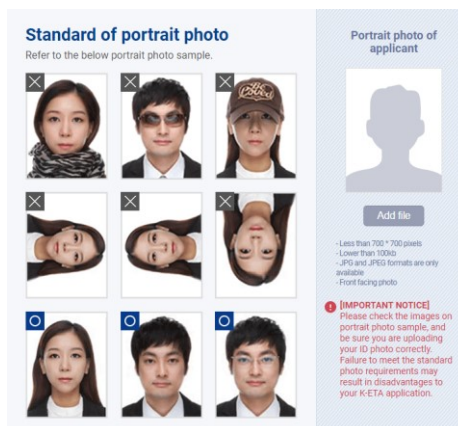 Standard of portrait photo
Refer to the below portrait photo sample.
Be
Loved
Portrait photo of
applicant
Add file
- Less than 700 * 700 pixels
- Lower than 100kb
- JPG and JPEG formats are only
available
- Front facing photo
[IMPORTANT NOTICE]
Please check the images on
portrait photo sample, and
be sure you are uploading
your ID photo correctly.
Failure to meet the standard
photo requirements may
result in disadvantages to
your K-ETA application.